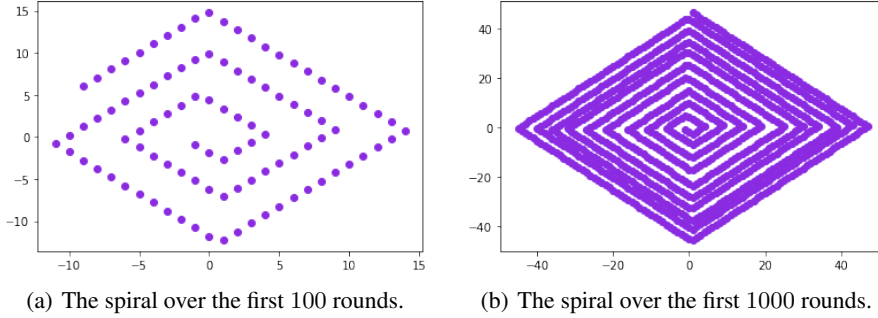 15
10
5
0
−5
−10
−10 −5 0 5 10 15
40
20
0
−20
−40
−40 −20 0 20 40
(a) The spiral over the first 100 rounds.
(b) The spiral over the first 1000 rounds.